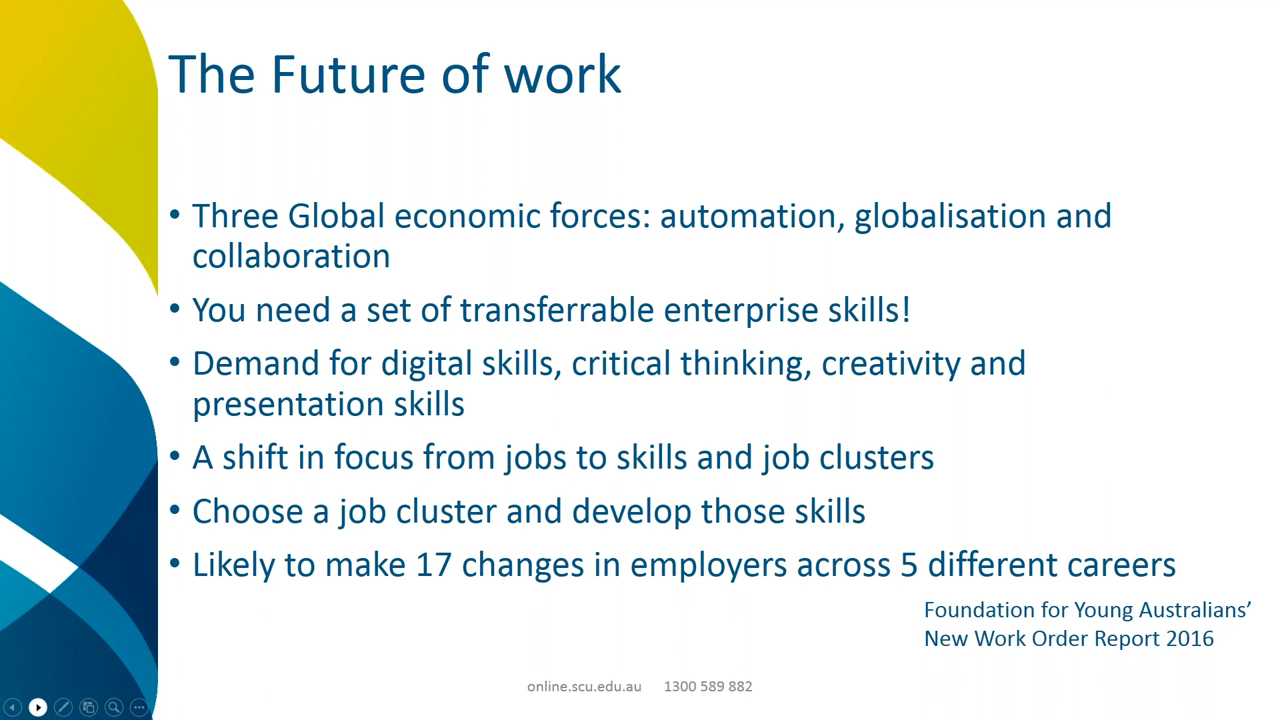 The Future of work
• Three Global economic forces: automation, globalisation and
collaboration
• You need a set of transferrable enterprise skills!
• Demand for digital skills, critical thinking, creativity and
presentation skills
• A shift in focus from jobs to skills and job clusters
• Choose a job cluster and develop those skills
• Likely to make 17 changes in employers across 5 different careers
Foundation for Young Australians’
New Work Order Report 2016
online.scu.edu.au 1300 589 882